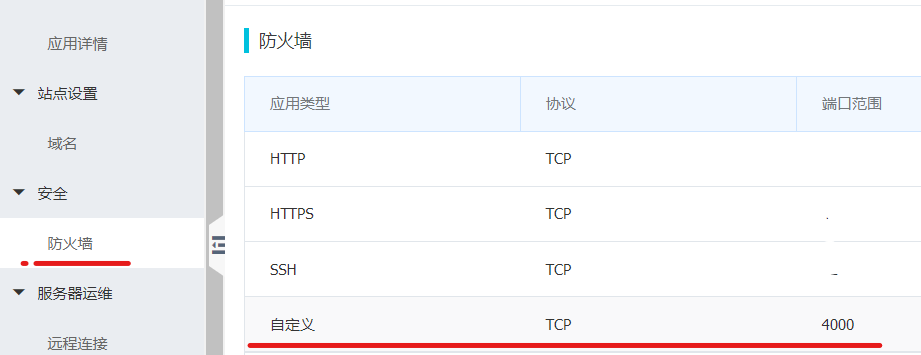 应用详情
站点设置
域名
安全
防火墙
服务器运维
远程连接
防火墙
应用类型 协议 端口范围
HTTP TCP
HTTPS TCP
SSH TCP
自定义 TCP 4000